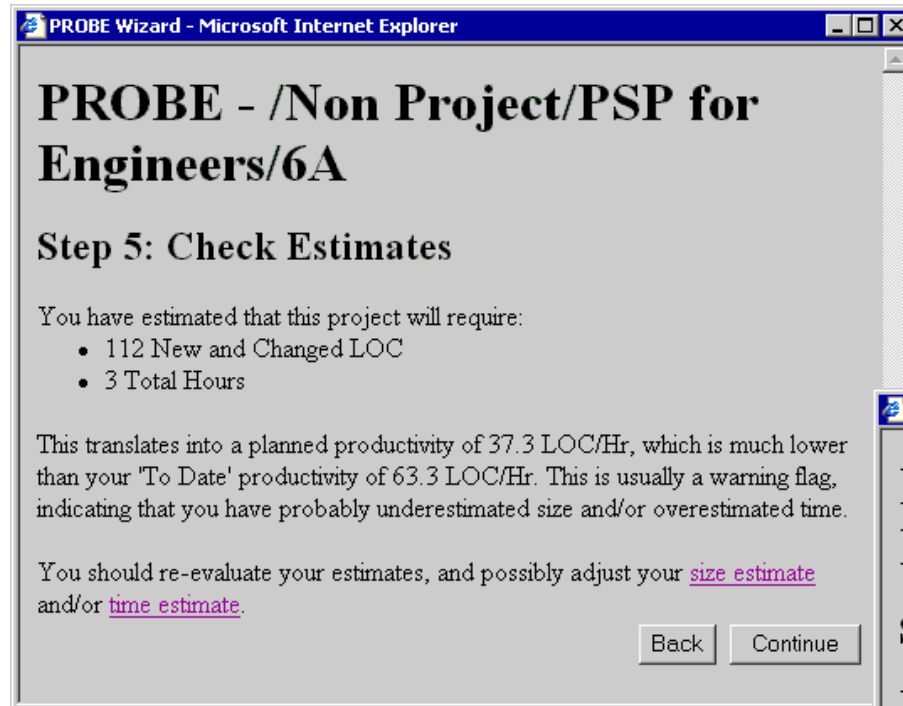 PROBE Wizard - Microsoft Internet Explorer
PROBE - /Non Project/PSP for
Engineers/6A
Step 5: Check Estimates
You have estimated that this project will require:
• 112 New and Changed LOC
• 3 Total Hours
This translates into a planned productivity of 37.3 LOC/Hr, which is much lower
than your 'To Date' productivity of 63.3 LOC/Hr. This is usually a warning flag,
indicating that you have probably underestimated size and/or overestimated time.
You should re-evaluate your estimates, and possibly adjust your size estimate
and/or time estimate.
Back Continue